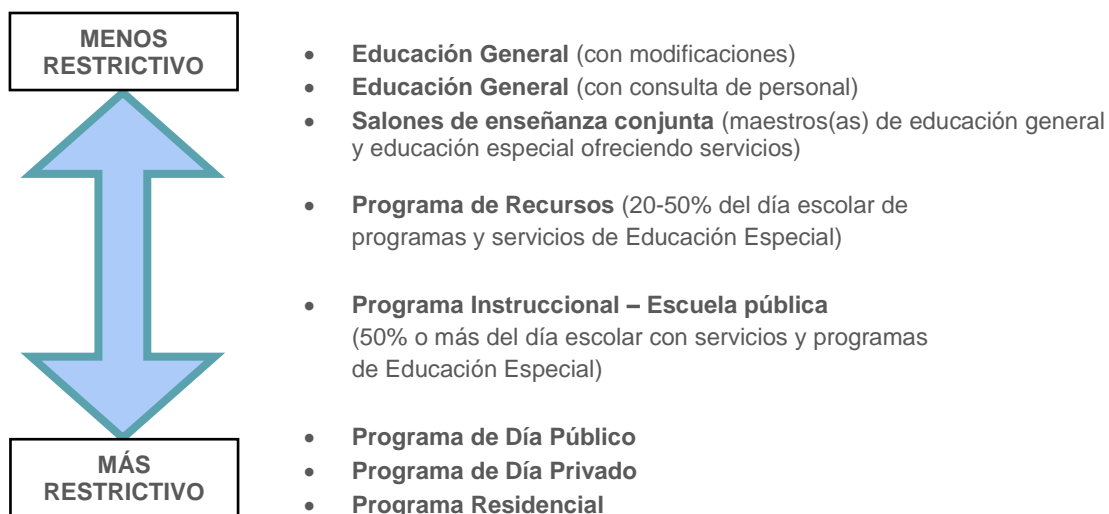 MENOS
RESTRICTIVO
• Educación General (con modificaciones)
• Educación General (con consulta de personal)
• Salones de enseñanza conjunta (maestros(as) de educación general
y educación especial ofreciendo servicios)
• Programa de Recursos (20-50% del día escolar de
programas y servicios de Educación Especial)
• Programa Instruccional – Escuela pública
(50% o más del día escolar con servicios y programas
de Educación Especial)
• Programa de Día Público
• Programa de Día Privado
• Programa Residencial
MÁS
RESTRICTIVO